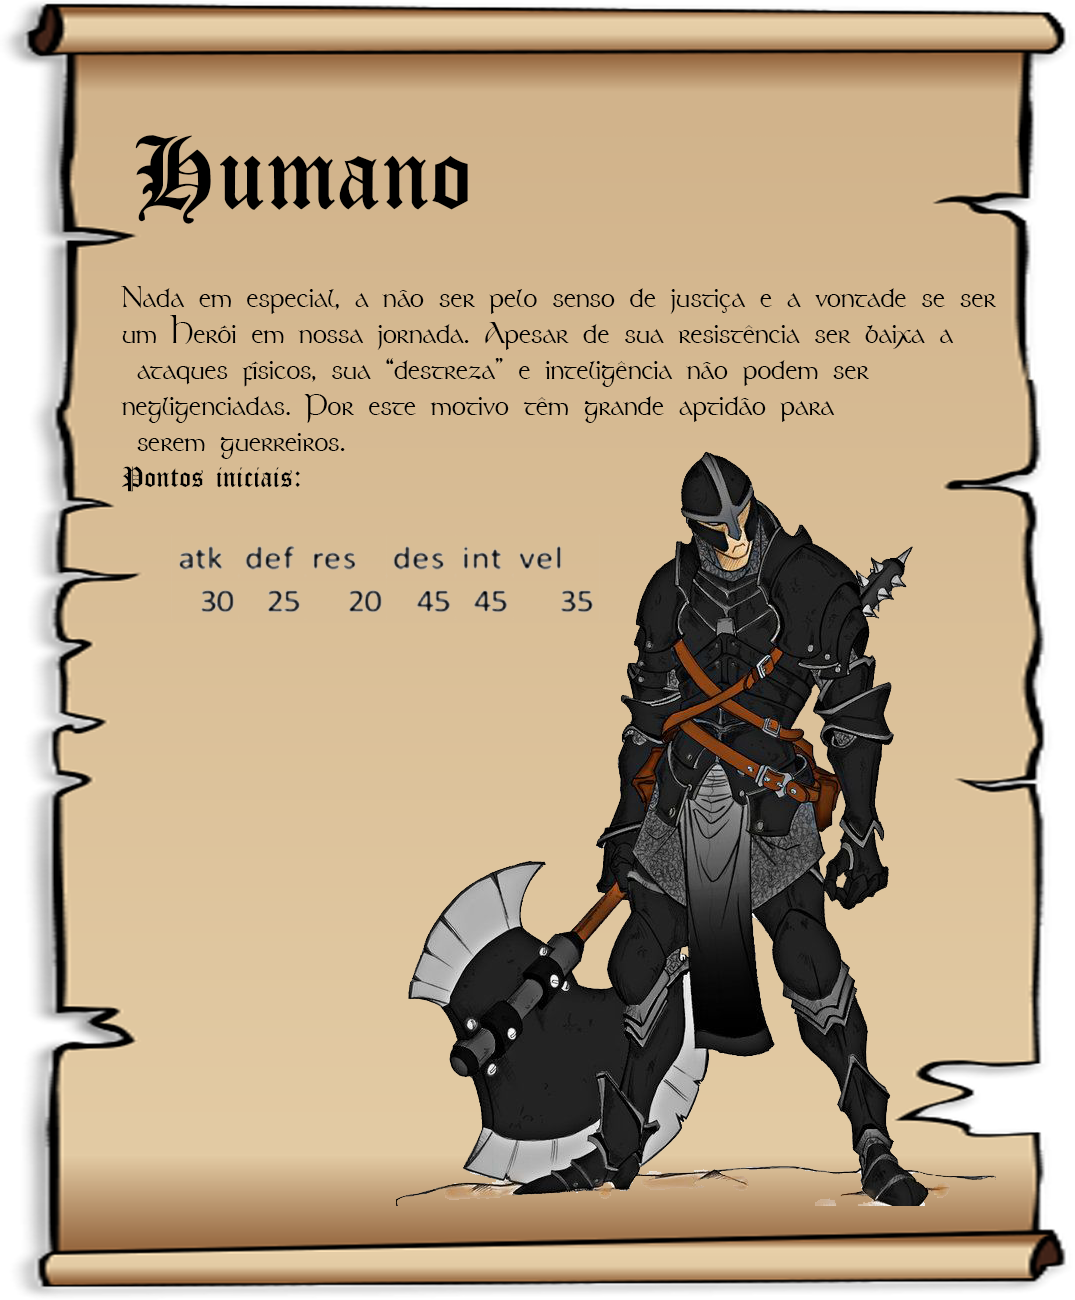 Humano
Nada em especial, a não ser pelo senso de justiça e a vontade se ser
um Herói em nossa jornada. Apesar de sua resistência ser baixa a
ataques físicos, sua “destreza” e inteligência não podem ser
negligenciadas. Por este motivo têm grande aptidão para
serem guerreiros.
Pontos iniciais:
atk def res des int vel
30 25 20 45 45 35